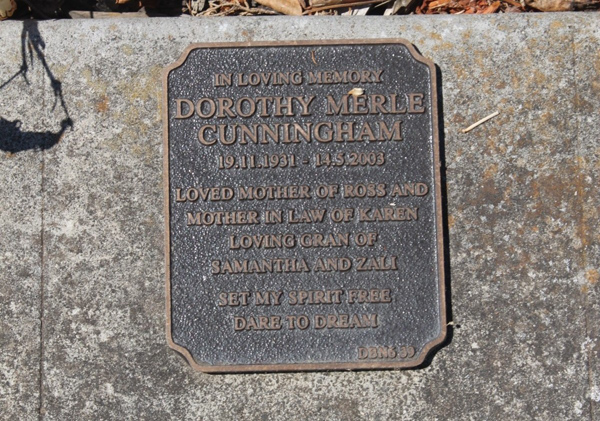 IN LOVING MEMORY
DOROTHY MERLE
CUNNINGHAM
19.11.1931 - 14.5.2003
LOVED MOTHER OF ROSS AND
MOTHER IN LAW OF KAREN
LOVING GRAN OF
SAMANTHA AND ZALI
SET MY SPIRIT FREE
DARE TO DREAM